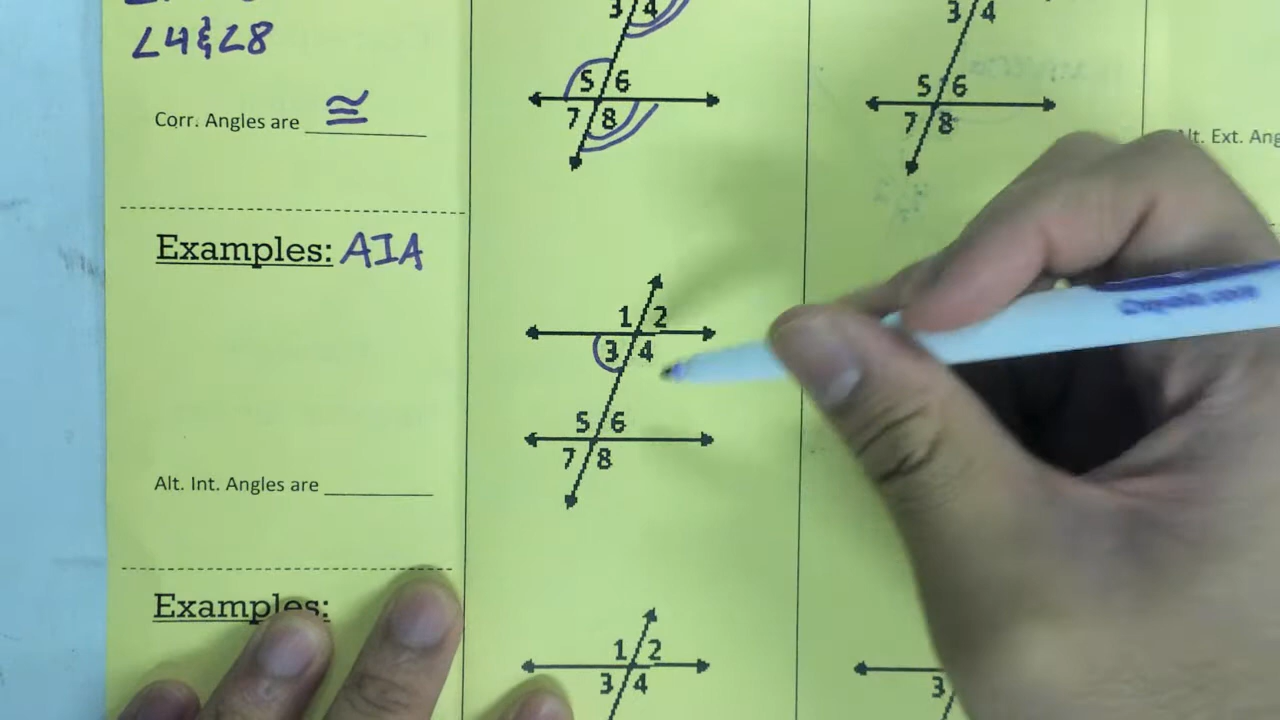 ∠4&∠8
Corr. Angles are ≅
3 4
5 6
7 8
3 4
5 6
7 8
Alt. Ext. Ang
Examples: AIA
1 2
3 4
5 6
7 8
Alt. Int. Angles are
Examples:
1 2
3 4
3